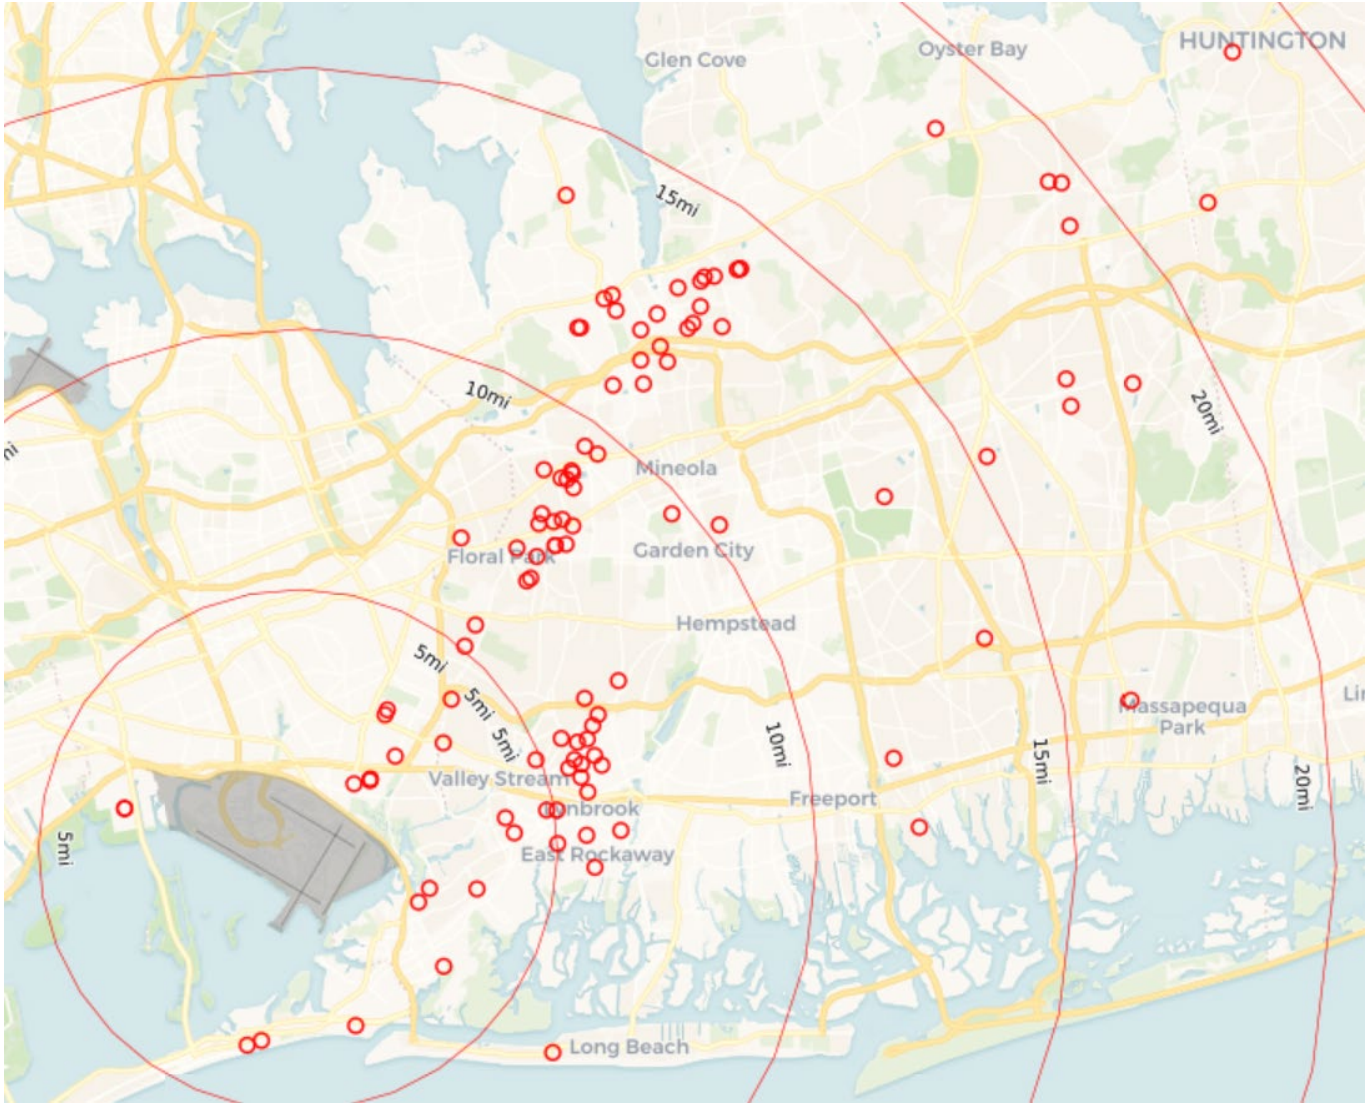 Glen Cove
Oyster Bay
HUNTINGTON
15mi
10mi
20mi
Mineola
Floral Park
Garden City
Hempstead
5mi
5mi
5mi
Massapequa
Park
10mi
15mi
20mi
Valley Stream
Freeport
5mi
East Rockaway
Long Beach